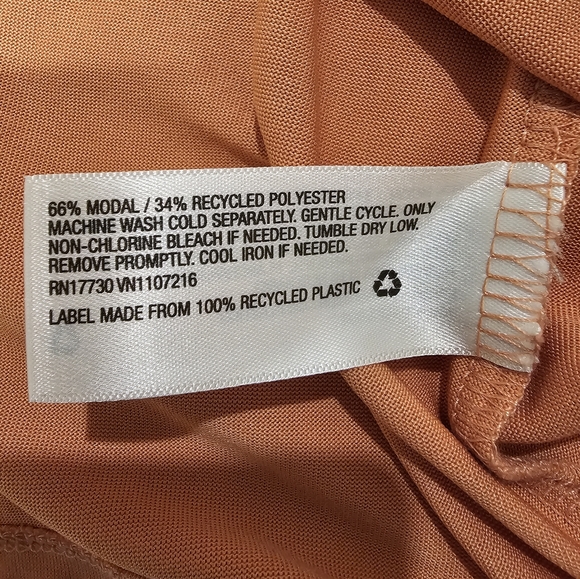 66% MODAL / 34% RECYCLED POLYESTER
MACHINE WASH COLD SEPARATELY. GENTLE CYCLE. ONLY
NON-CHLORINE BLEACH IF NEEDED. TUMBLE DRY LOW.
REMOVE PROMPTLY. COOL IRON IF NEEDED.
RN17730 VN1107216
LABEL MADE FROM 100% RECYCLED PLASTIC